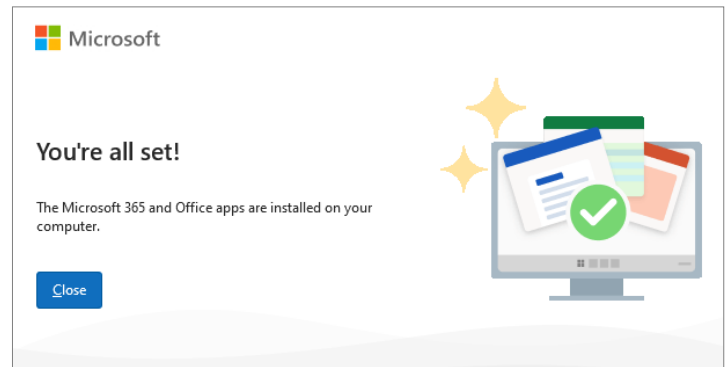 Microsoft
You're all set!
The Microsoft 365 and Office apps are installed on your
computer.
Close